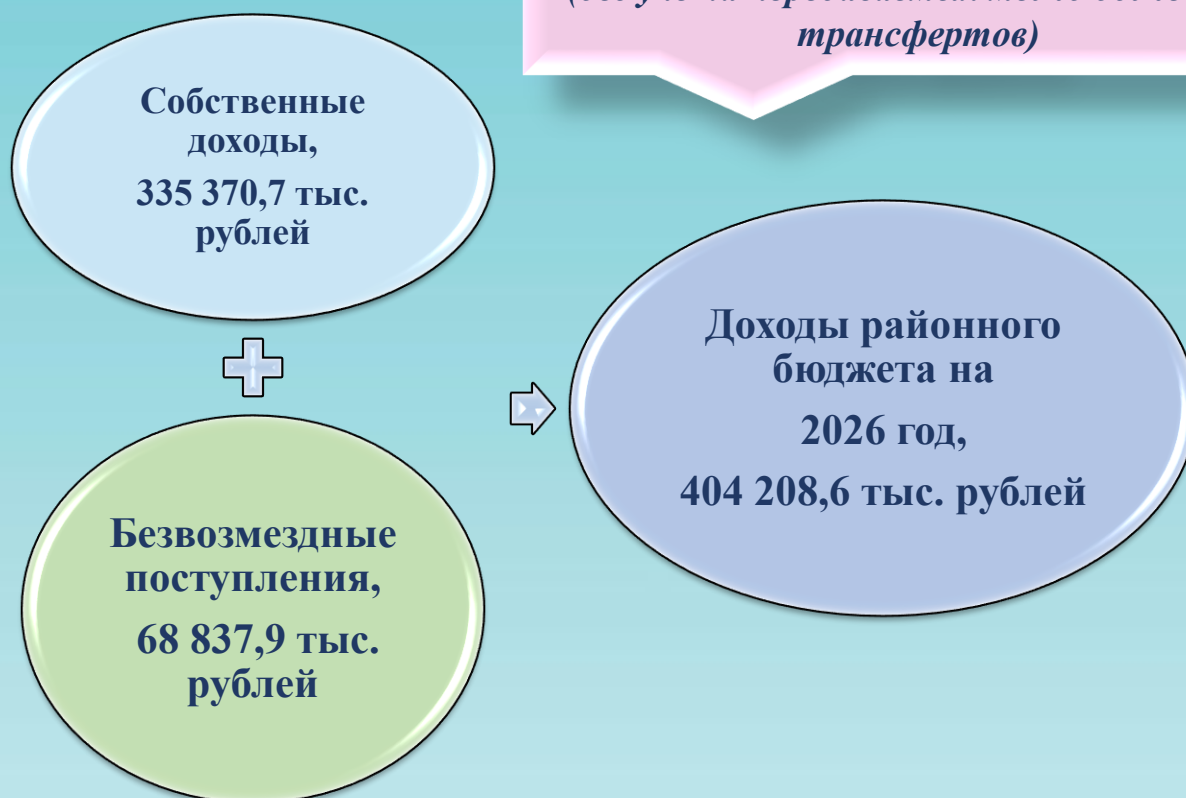 трансфертов)
Собственные
доходы,
335 370,7 тыс.
рублей
Доходы районного
бюджета на
2026 год,
404 208,6 тыс. рублей
Безвозмездные
поступления,
68 837,9 тыс.
рублей